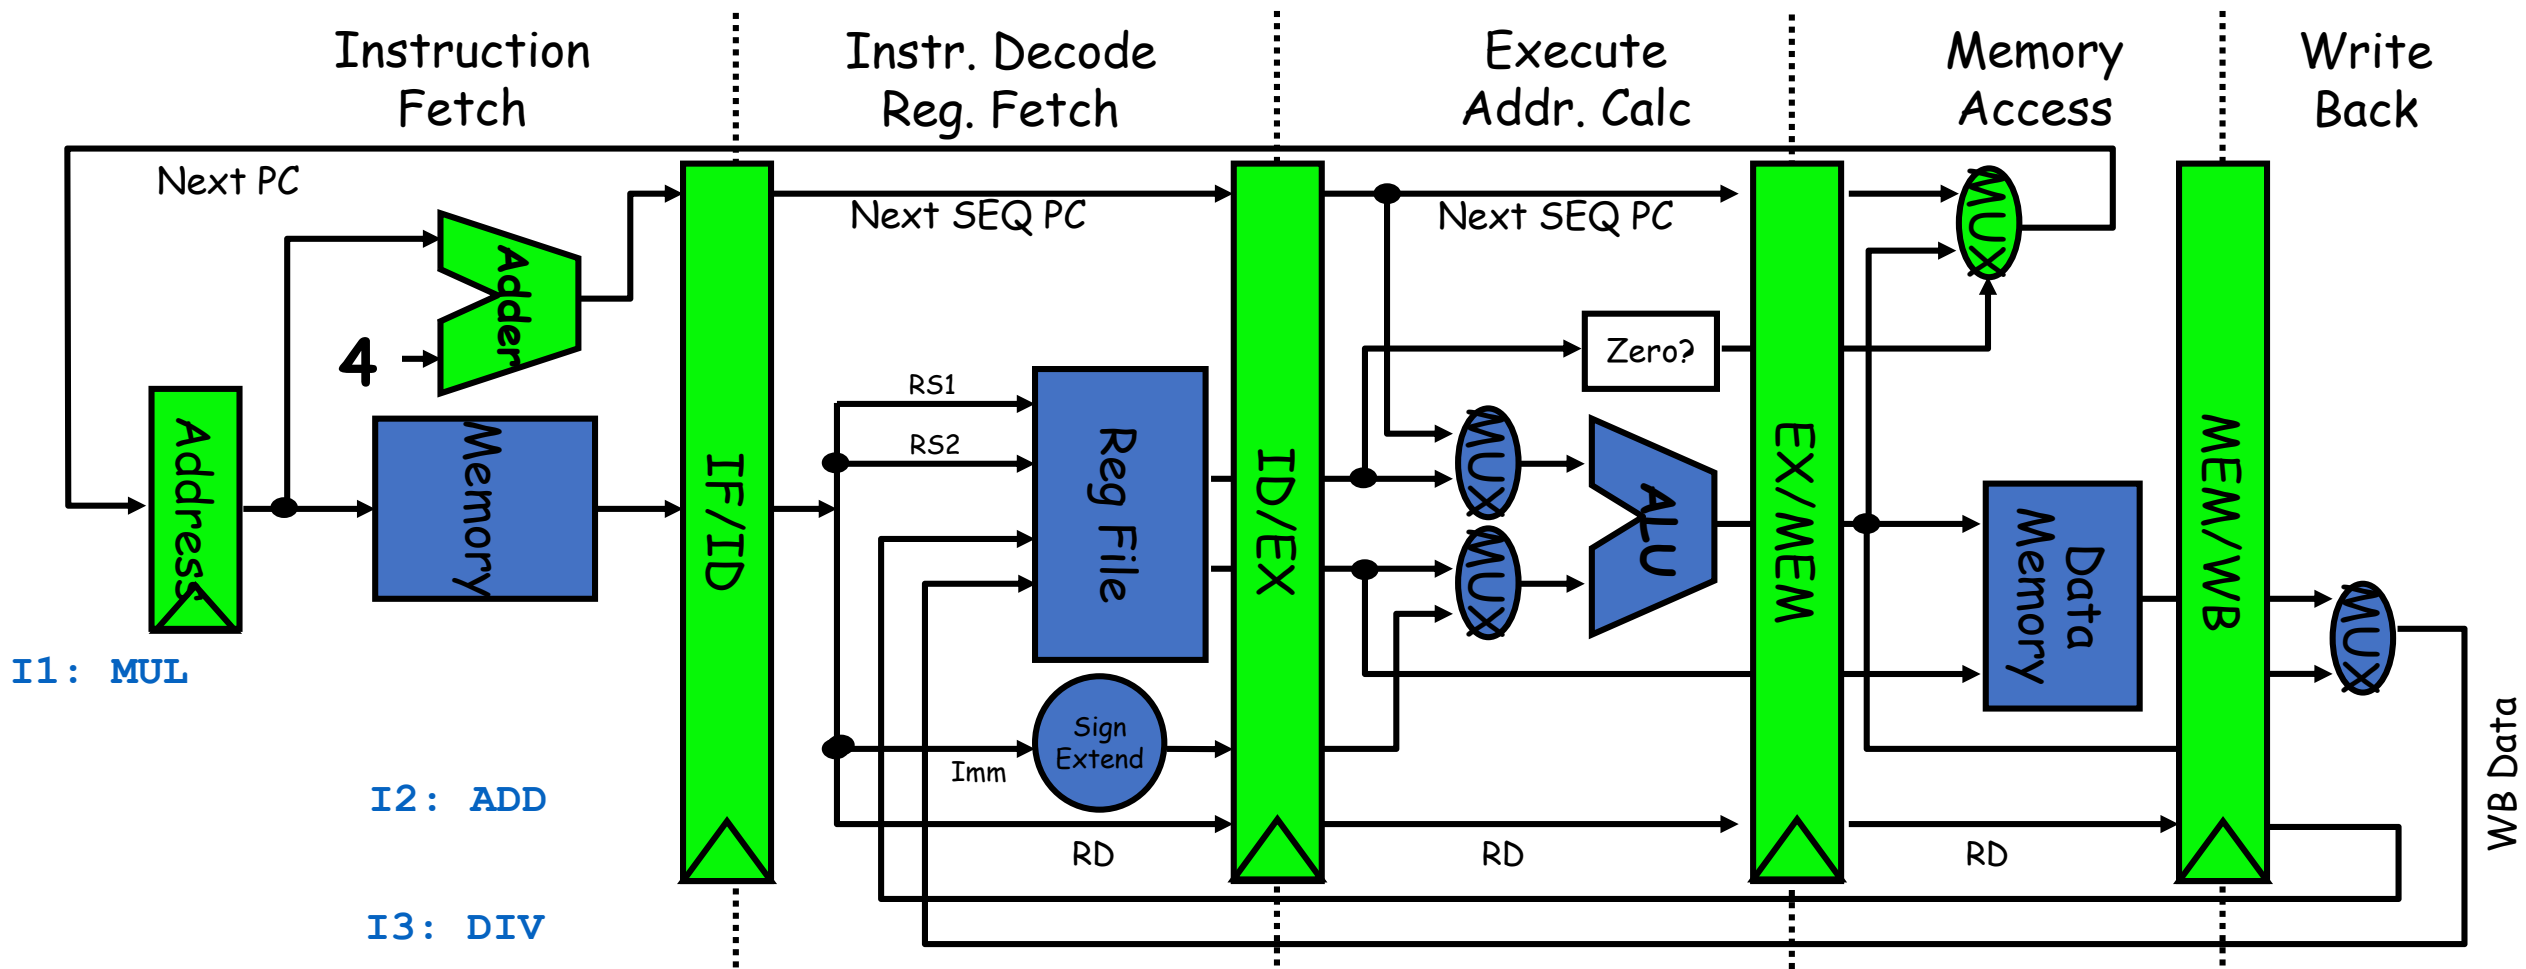 Instruction
Fetch
Instr. Decode
Reg. Fetch
Execute
Addr. Calc
Memory
Access
Write
Back
Next PC
Next SEQ PC
Next SEQ PC
MUX
Adder
4
Zero?
Address
Memory
IF/ID
RS1
RS2
Reg File
ID/EX
MUX
MUX
ALU
EX/MEM
Data
Memory
MEM/WB
MUX
I1: MUL
Sign
Extend
Imm
WB Data
I2: ADD
RD
RD
RD
I3: DIV